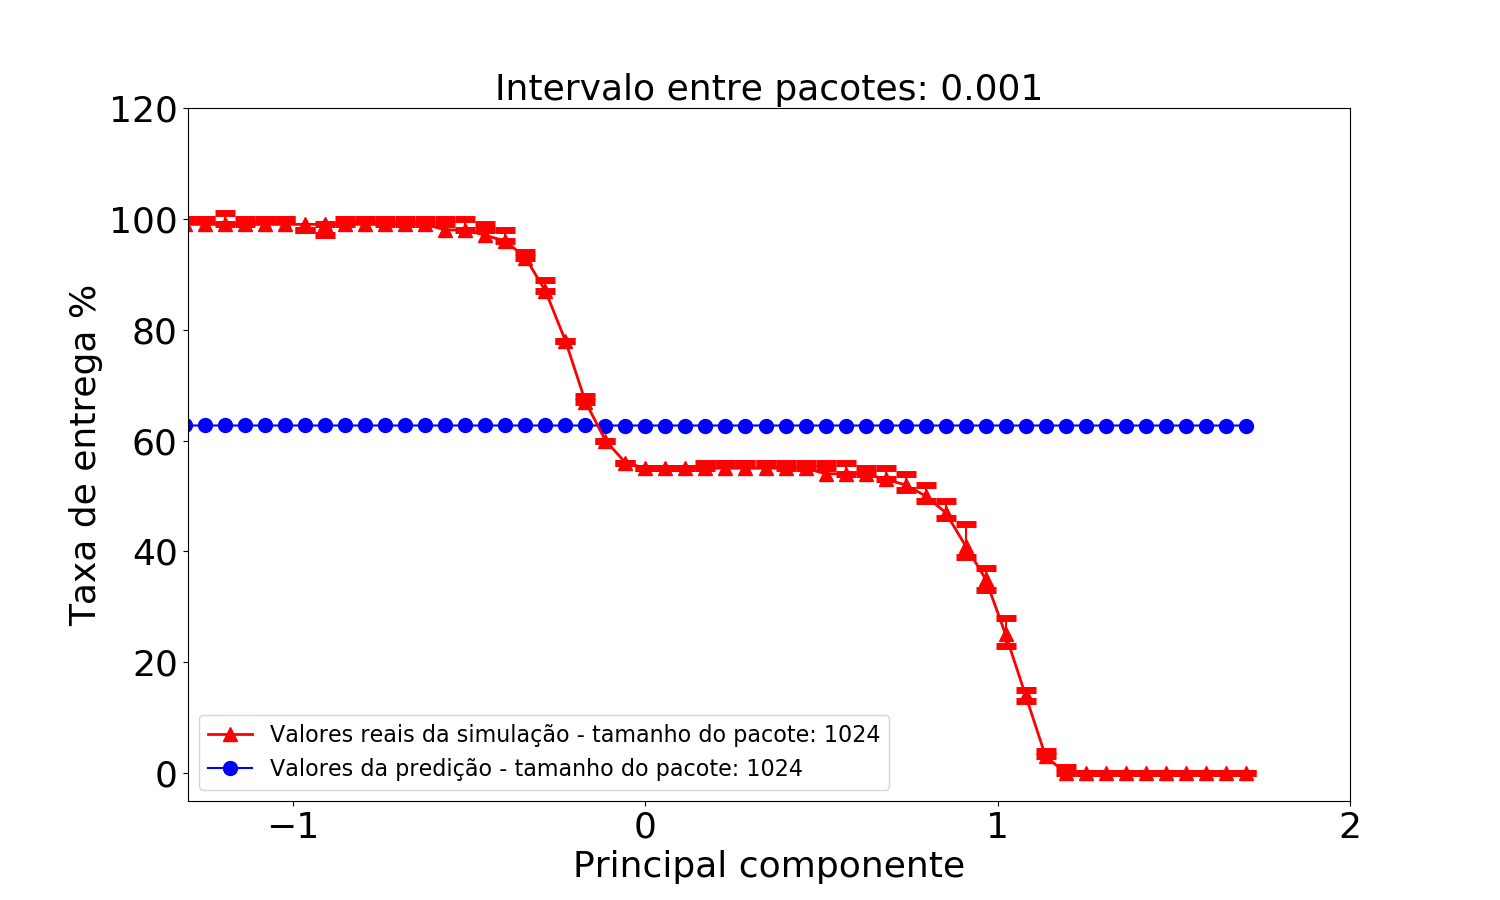 Intervalo entre pacotes: 0.001
120
100
80
60
40
20
0
Taxa de entrega %
Valores reais da simulação - tamanho do pacote: 1024
Valores da predição - tamanho do pacote: 1024
−1 0 1 2
Principal componente